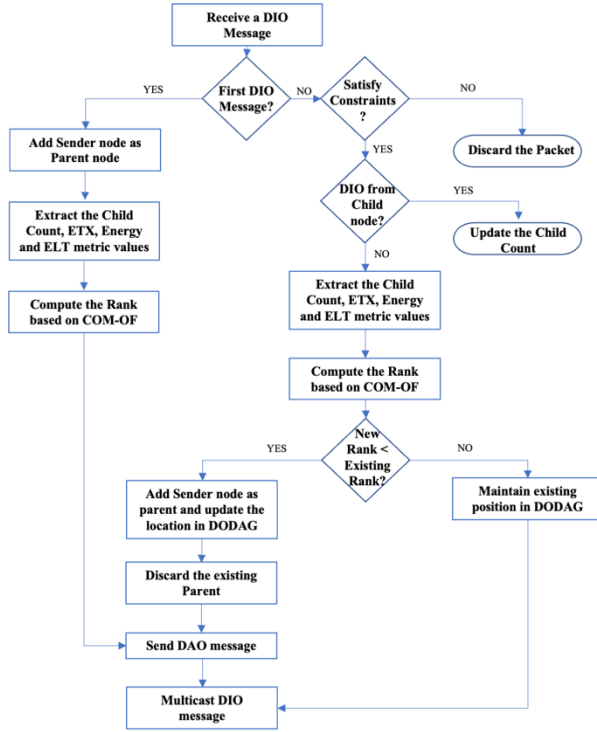 Receive a DIO
Message
First DIO
Message?
YES
NO
Satisfy
Constraints
?
NO
YES
Discard the Packet
Add Sender node as
Parent node
DIO from
Child
node?
YES
NO
Update the Child
Count
Extract the Child
Count, ETX, Energy
and ELT metric values
Extract the Child
Count, ETX, Energy
and ELT metric values
Compute the Rank
based on COM-OF
Compute the Rank
based on COM-OF
New
Rank <
Existing
Rank?
YES
NO
Add Sender node as
parent and update the
location in DODAG
Maintain existing
position in DODAG
Discard the existing
Parent
Send DAO message
Multicast DIO
message